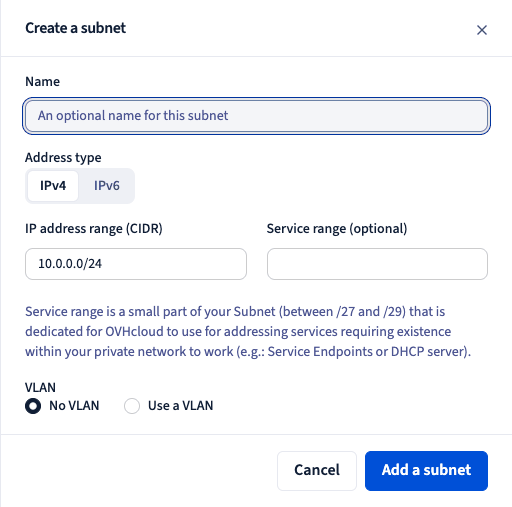 Create a subnet
Name
An optional name for this subnet
Address type
IPv4 IPv6
IP address range (CIDR) Service range (optional)
10.0.0.0/24
Service range is a small part of your Subnet (between /27 and /29) that is
dedicated for OVHcloud to use for addressing services requiring existence
within your private network to work (e.g.: Service Endpoints or DHCP server).
VLAN
No VLAN Use a VLAN
Cancel Add a subnet